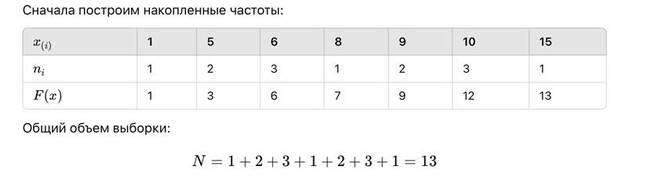 Сначала построим накопленные частоты:
x(i) 1 5 6 8 9 10 15
ni 1 2 3 1 2 3 1
F(x) 1 3 6 7 9 12 13
Общий объем выборки:
N = 1 + 2 + 3 + 1 + 2 + 3 + 1 = 13